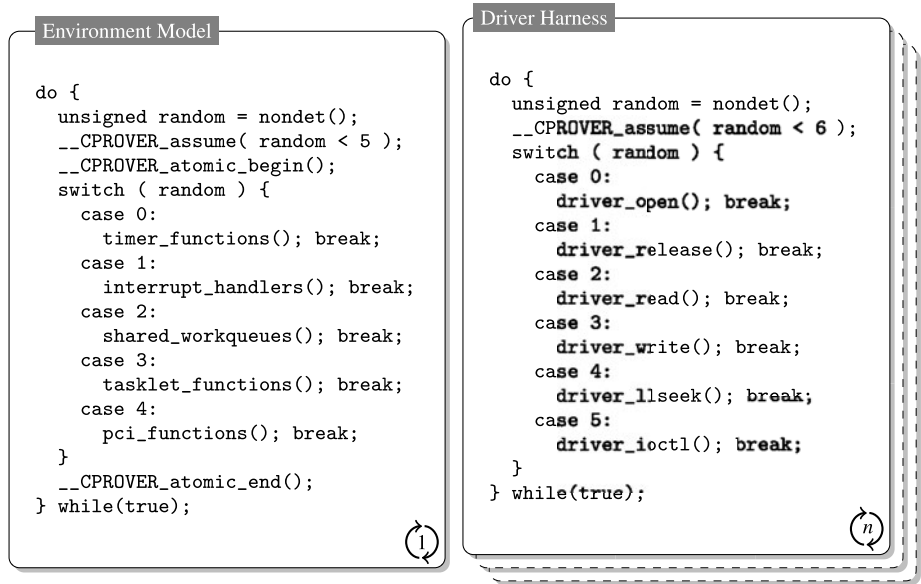 Environment Model
do {
  unsigned random = nondet();
  __CPROVER_assume( random < 5 );
  __CPROVER_atomic_begin();
  switch ( random ) {
    case 0:
      timer_functions(); break;
    case 1:
      interrupt_handlers(); break;
    case 2:
      shared_workqueues(); break;
    case 3:
      tasklet_functions(); break;
    case 4:
      pci_functions(); break;
  }
  __CPROVER_atomic_end();
} while(true);
1
Driver Harness
do {
  unsigned random = nondet();
  __CPROVER_assume( random < 6 );
  switch ( random ) {
    case 0:
      driver_open(); break;
    case 1:
      driver_release(); break;
    case 2:
      driver_read(); break;
    case 3:
      driver_write(); break;
    case 4:
      driver_llseek(); break;
    case 5:
      driver_ioctl(); break;
  }
} while(true);
n